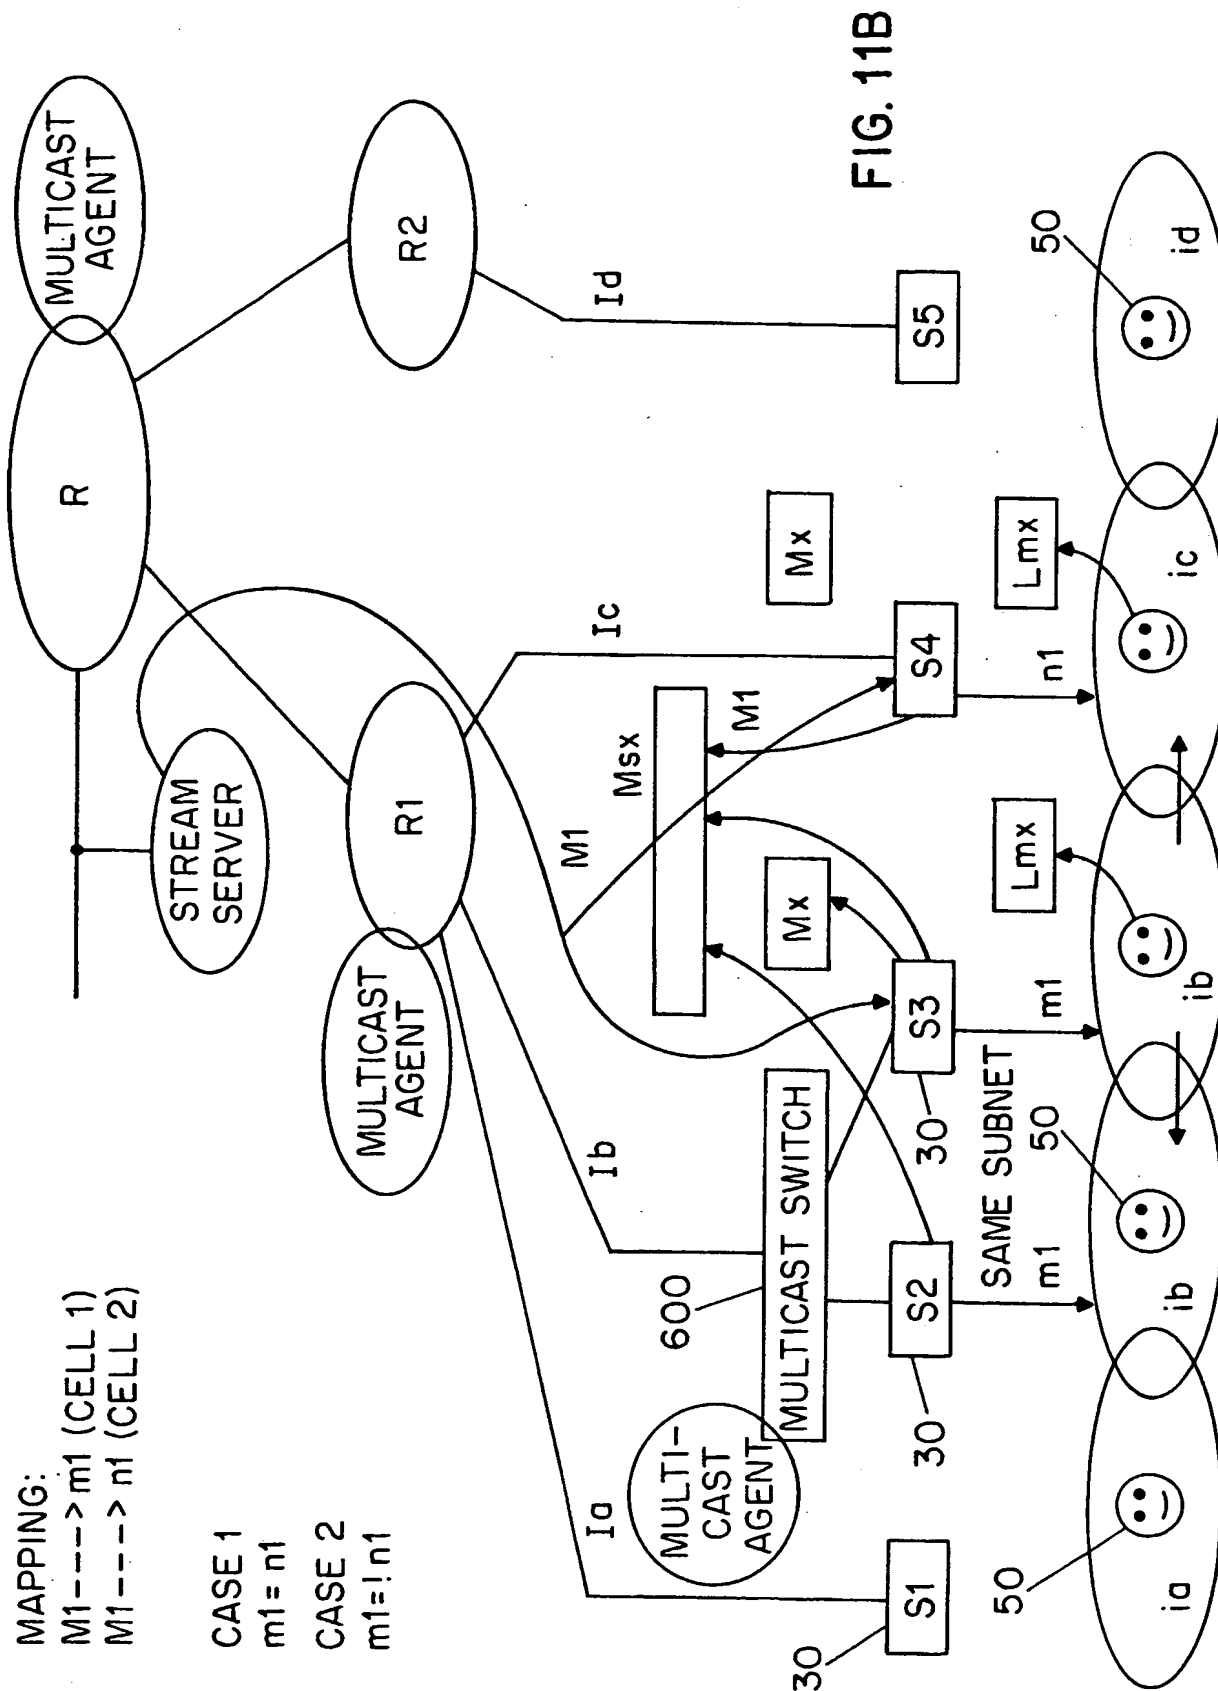 MAPPING:
M1----> m1 (CELL 1)
M1----> n1 (CELL 2)
CASE 1
m1= n1
CASE 2
m1=!n1
R
MULTICAST
AGENT
STREAM
SERVER
R1
R2
MULTICAST
AGENT
Ia
Ib
Ic
Id
M1
Msx
M1
MULTI-
CAST
AGENT
600
MULTICAST SWITCH
Mx
Mx
30
S1
30
S2
30
S3
S4
S5
SAME SUBNET
m1
m1
n1
Lmx
Lmx
50
50
50
ia
ib
ib
ic
id
FIG. 11B